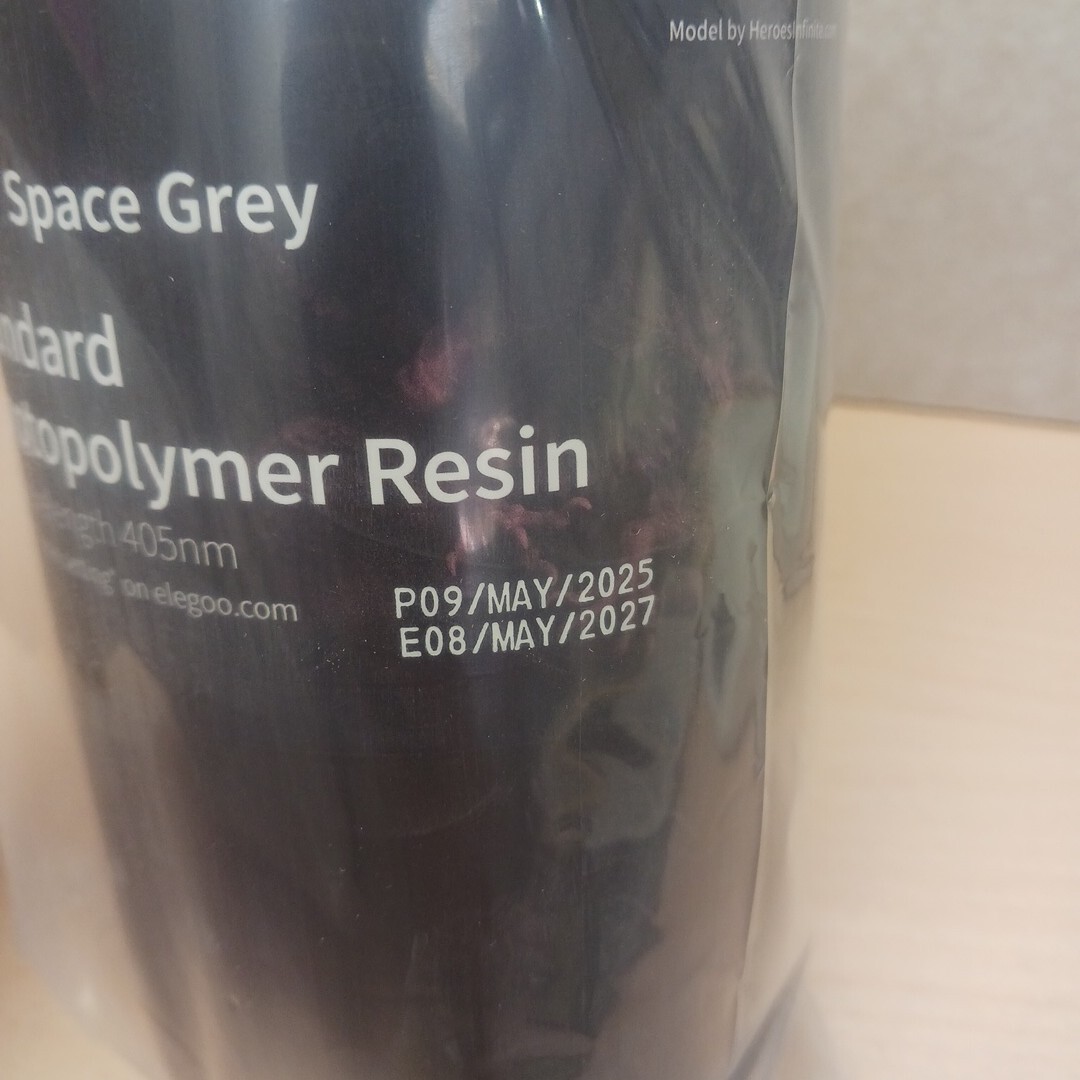 Model by HeroesInfinite.com
Space Grey
ndard
topolymer Resin
ength 405nm
on elegoo.com
P09/MAY/2025
E08/MAY/2027